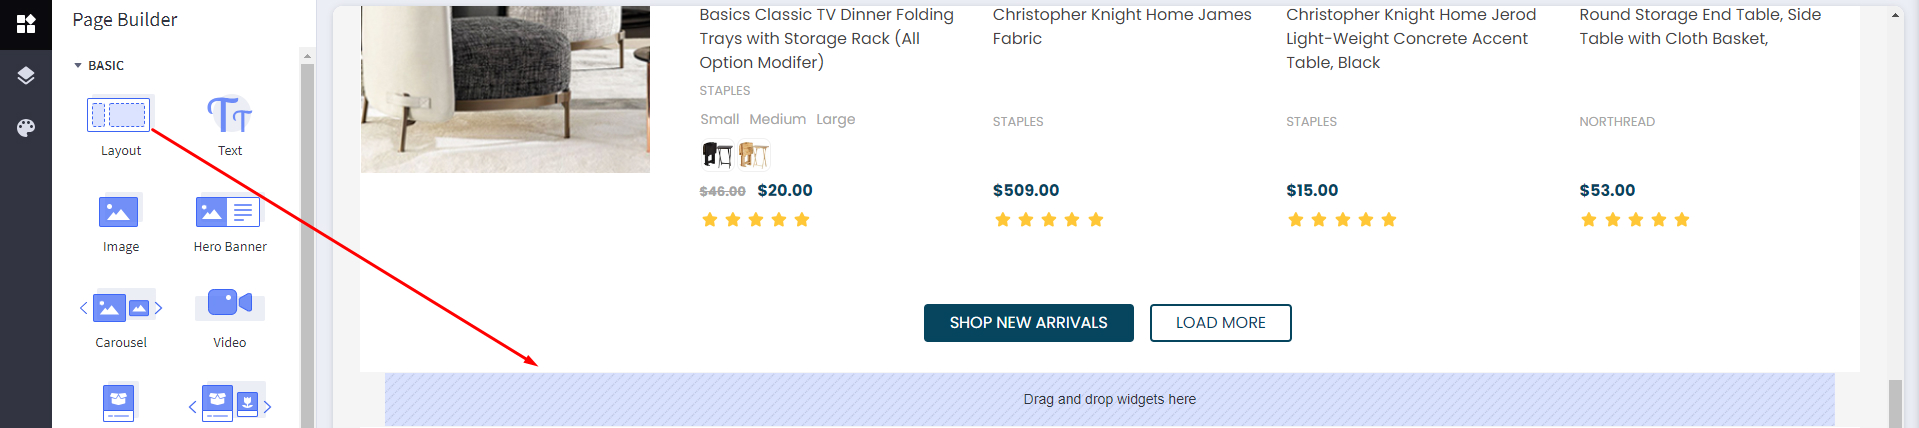 Page Builder
BASIC
Layout
Text
Image
Hero Banner
Carousel
Video
Basics Classic TV Dinner Folding
Trays with Storage Rack (All
Option Modifer)
STAPLES
Small Medium Large
$46.00 $20.00
Christopher Knight Home James
Fabric
STAPLES
$509.00
Christopher Knight Home Jerod
Light-Weight Concrete Accent
Table, Black
STAPLES
$15.00
Round Storage End Table, Side
Table with Cloth Basket,
NORTHREAD
$53.00
SHOP NEW ARRIVALS
LOAD MORE
Drag and drop widgets here